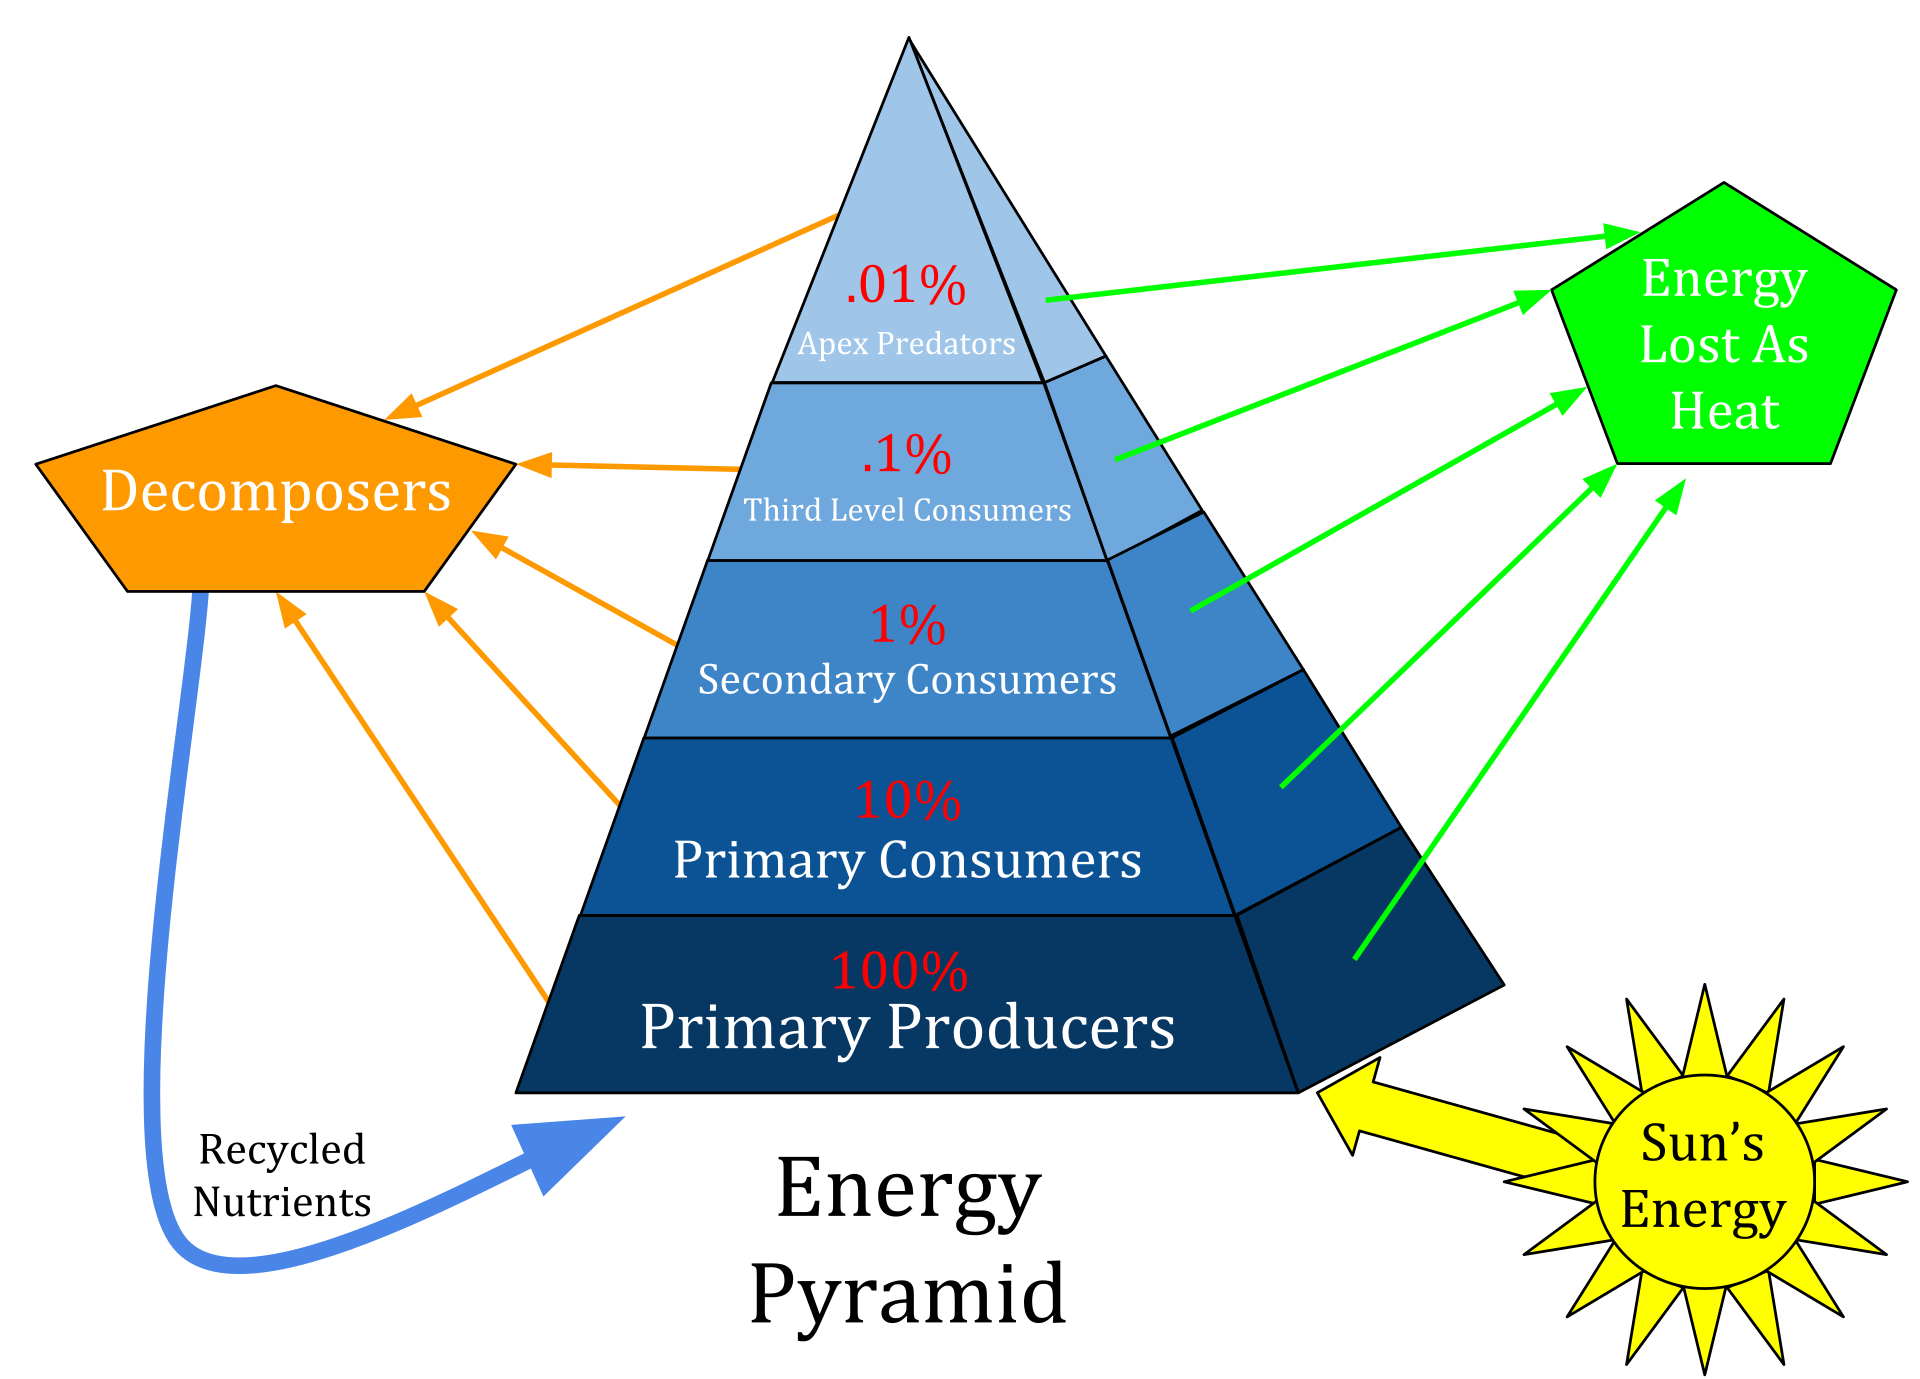 .01%
Apex Predators
.1%
Third Level Consumers
1%
Secondary Consumers
10%
Primary Consumers
100%
Primary Producers
Decomposers
Energy
Lost As
Heat
Recycled
Nutrients
Sun’s
Energy
Energy
Pyramid